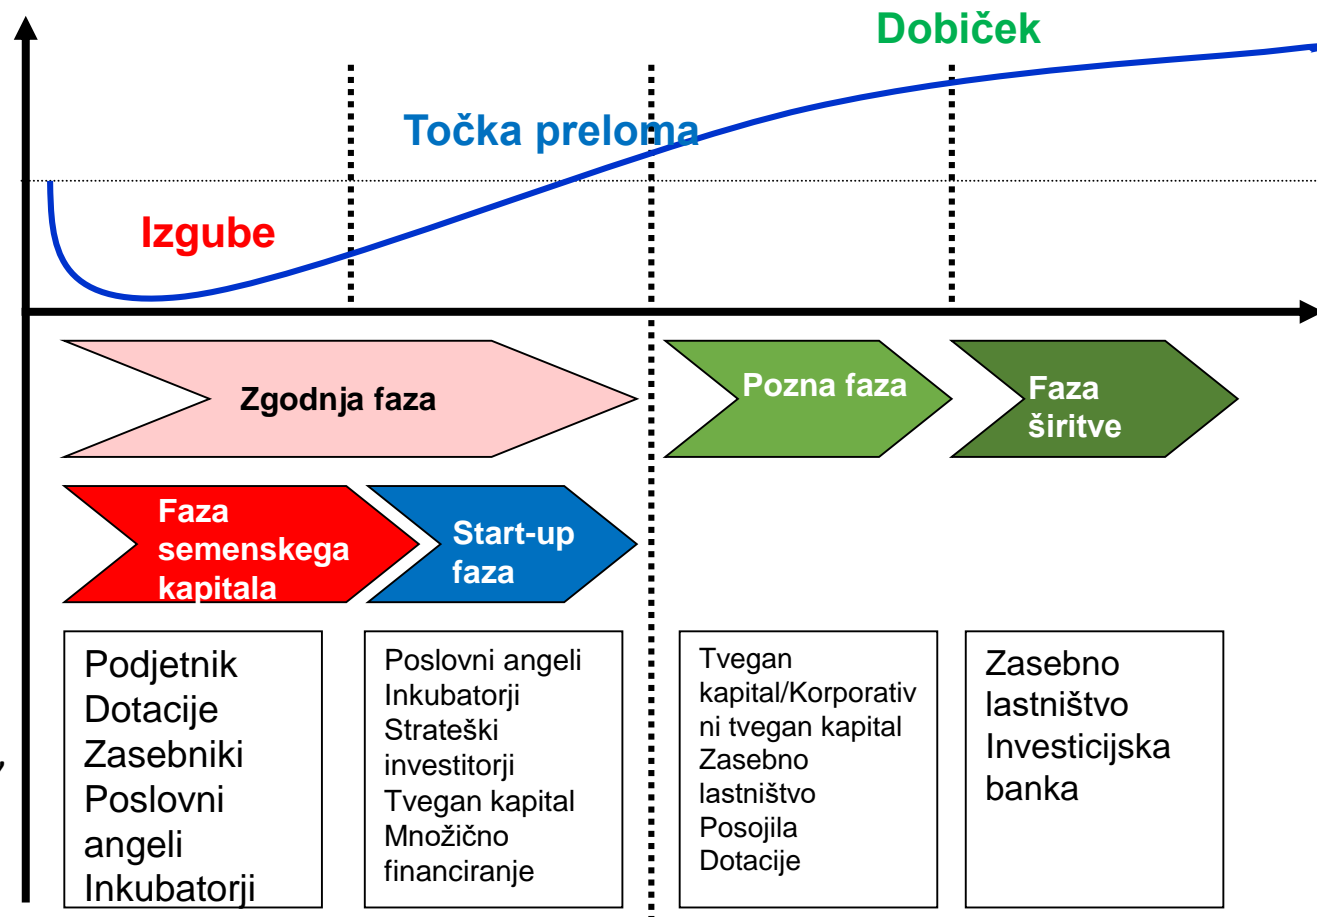 Dobiček
Točka preloma
Izgube
Zgodnja faza
Pozna faza
Faza
širitve
Faza
semenskega
kapitala
Start-up
faza
Podjetnik
Dotacije
Zasebniki
Poslovni
angeli
Inkubatorji
Poslovni angeli
Inkubatorji
Strateški
investitorji
Tvegan kapital
Množično
financiranje
Tvegan
kapital/Korporativ
ni tvegan kapital
Zasebno
lastništvo
Posojila
Dotacije
Zasebno
lastništvo
Investicijska
banka